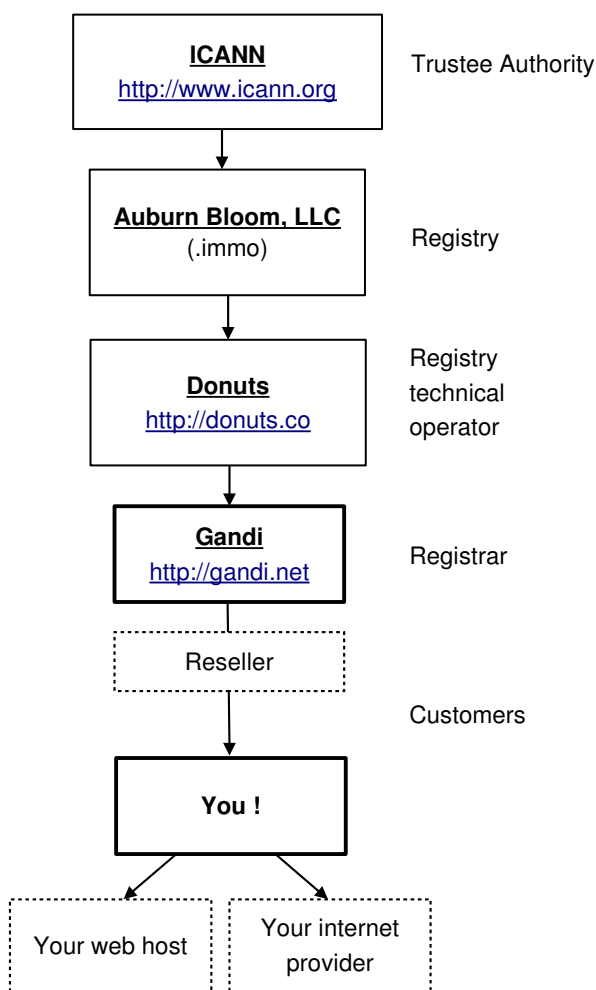 ICANN
http://www.icann.org
Trustee Authority
Auburn Bloom, LLC
(.immo)
Registry
Donuts
http://donuts.co
Registry
technical
operator
Gandi
http://gandi.net
Registrar
Reseller
Customers
You !
Your web host
Your internet
provider